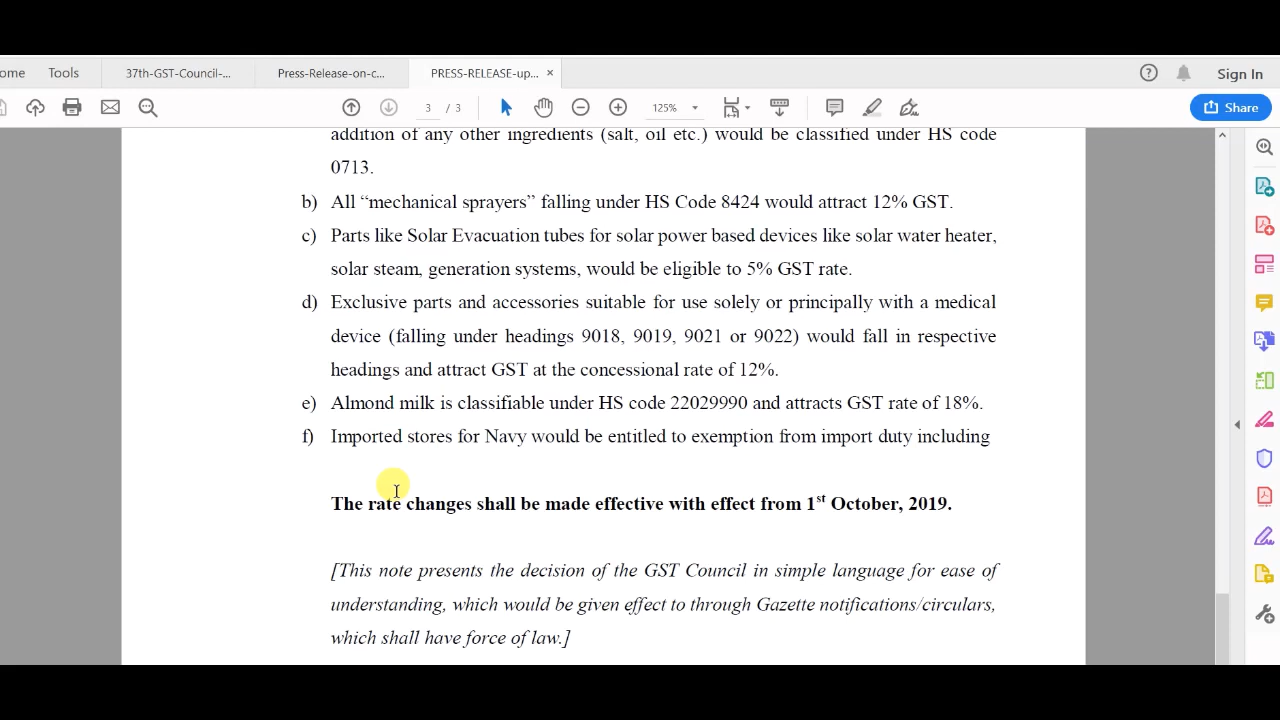 ome
Tools
37th-GST-Council-...
Press-Release-on-c...
PRESS-RELEASE-up... ×
Sign In
3 / 3
125%
Share
addition of any other ingredients (salt, oil etc.) would be classified under HS code
0713.
b) All “mechanical sprayers” falling under HS Code 8424 would attract 12% GST.
c) Parts like Solar Evacuation tubes for solar power based devices like solar water heater,
solar steam, generation systems, would be eligible to 5% GST rate.
d) Exclusive parts and accessories suitable for use solely or principally with a medical
device (falling under headings 9018, 9019, 9021 or 9022) would fall in respective
headings and attract GST at the concessional rate of 12%.
e) Almond milk is classifiable under HS code 22029990 and attracts GST rate of 18%.
f) Imported stores for Navy would be entitled to exemption from import duty including
The rate changes shall be made effective with effect from 1st October, 2019.
[This note presents the decision of the GST Council in simple language for ease of
understanding, which would be given effect to through Gazette notifications/circulars,
which shall have force of law.]